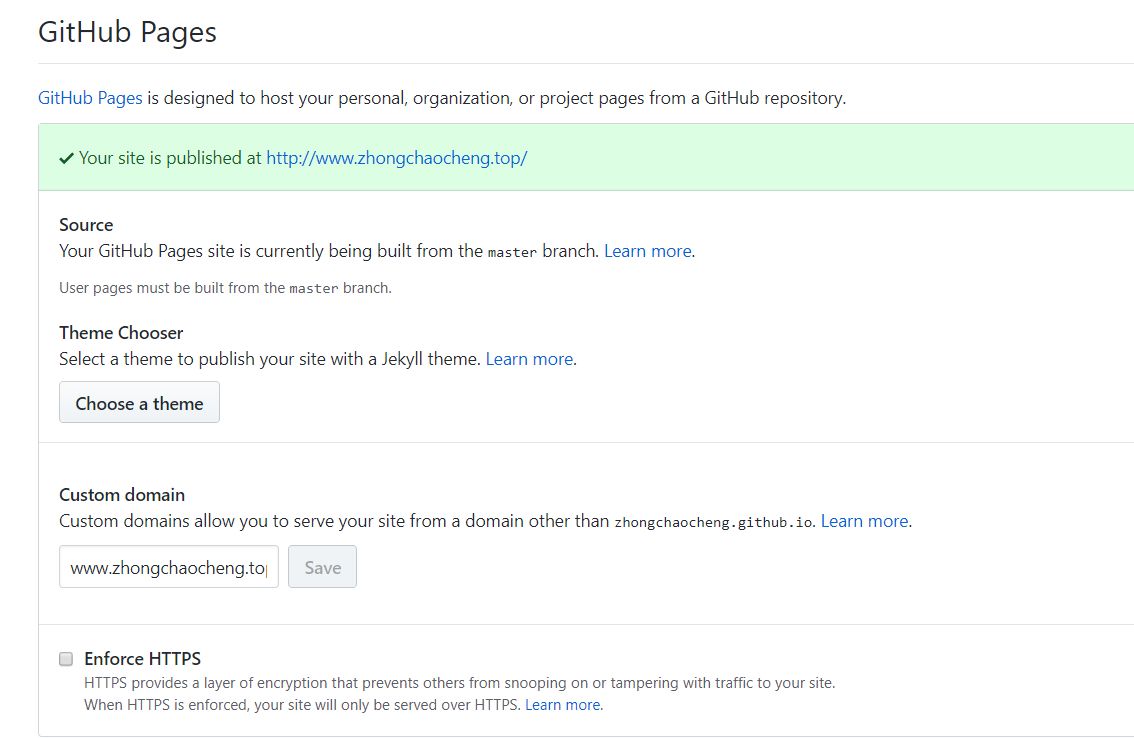 GitHub Pages
GitHub Pages is designed to host your personal, organization, or project pages from a GitHub repository.
Your site is published at http://www.zhongchaocheng.top/
Source
Your GitHub Pages site is currently being built from the master branch. Learn more.
User pages must be built from the master branch.
Theme Chooser
Select a theme to publish your site with a Jekyll theme. Learn more.
Choose a theme
Custom domain
Custom domains allow you to serve your site from a domain other than zhongchaocheng.github.io. Learn more.
www.zhongchaocheng.to Save
Enforce HTTPS
HTTPS provides a layer of encryption that prevents others from snooping on or tampering with traffic to your site.
When HTTPS is enforced, your site will only be served over HTTPS. Learn more.